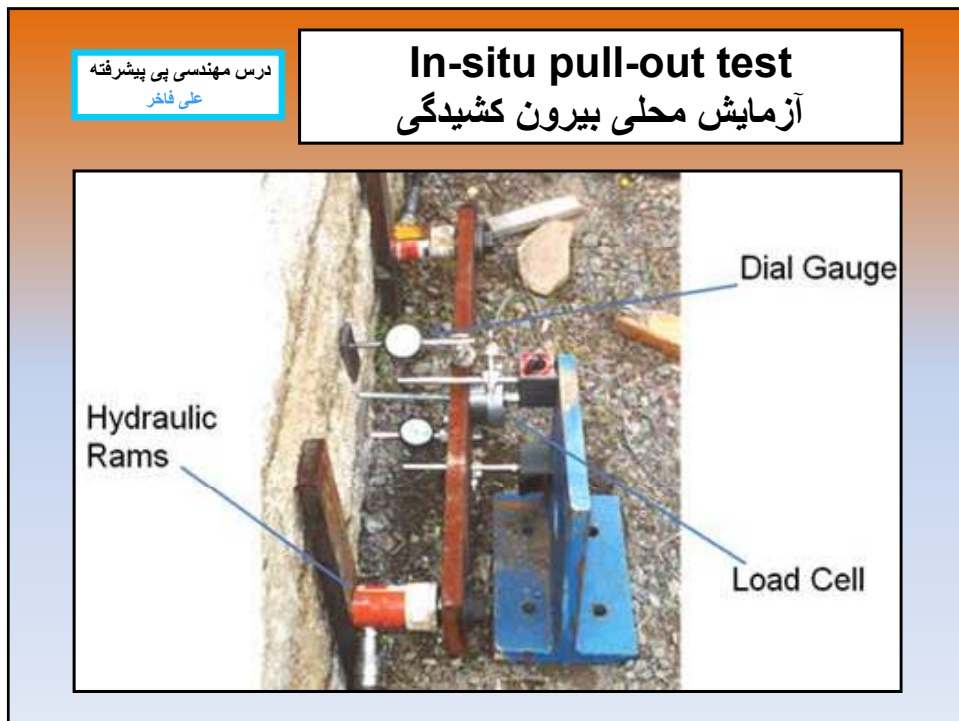 درس مهندسی پی پیشرفته
علی فاخر
In-situ pull-out test
آزمایش محلی بیرون کشیدگی
Dial Gauge
Hydraulic
Rams
Load Cell